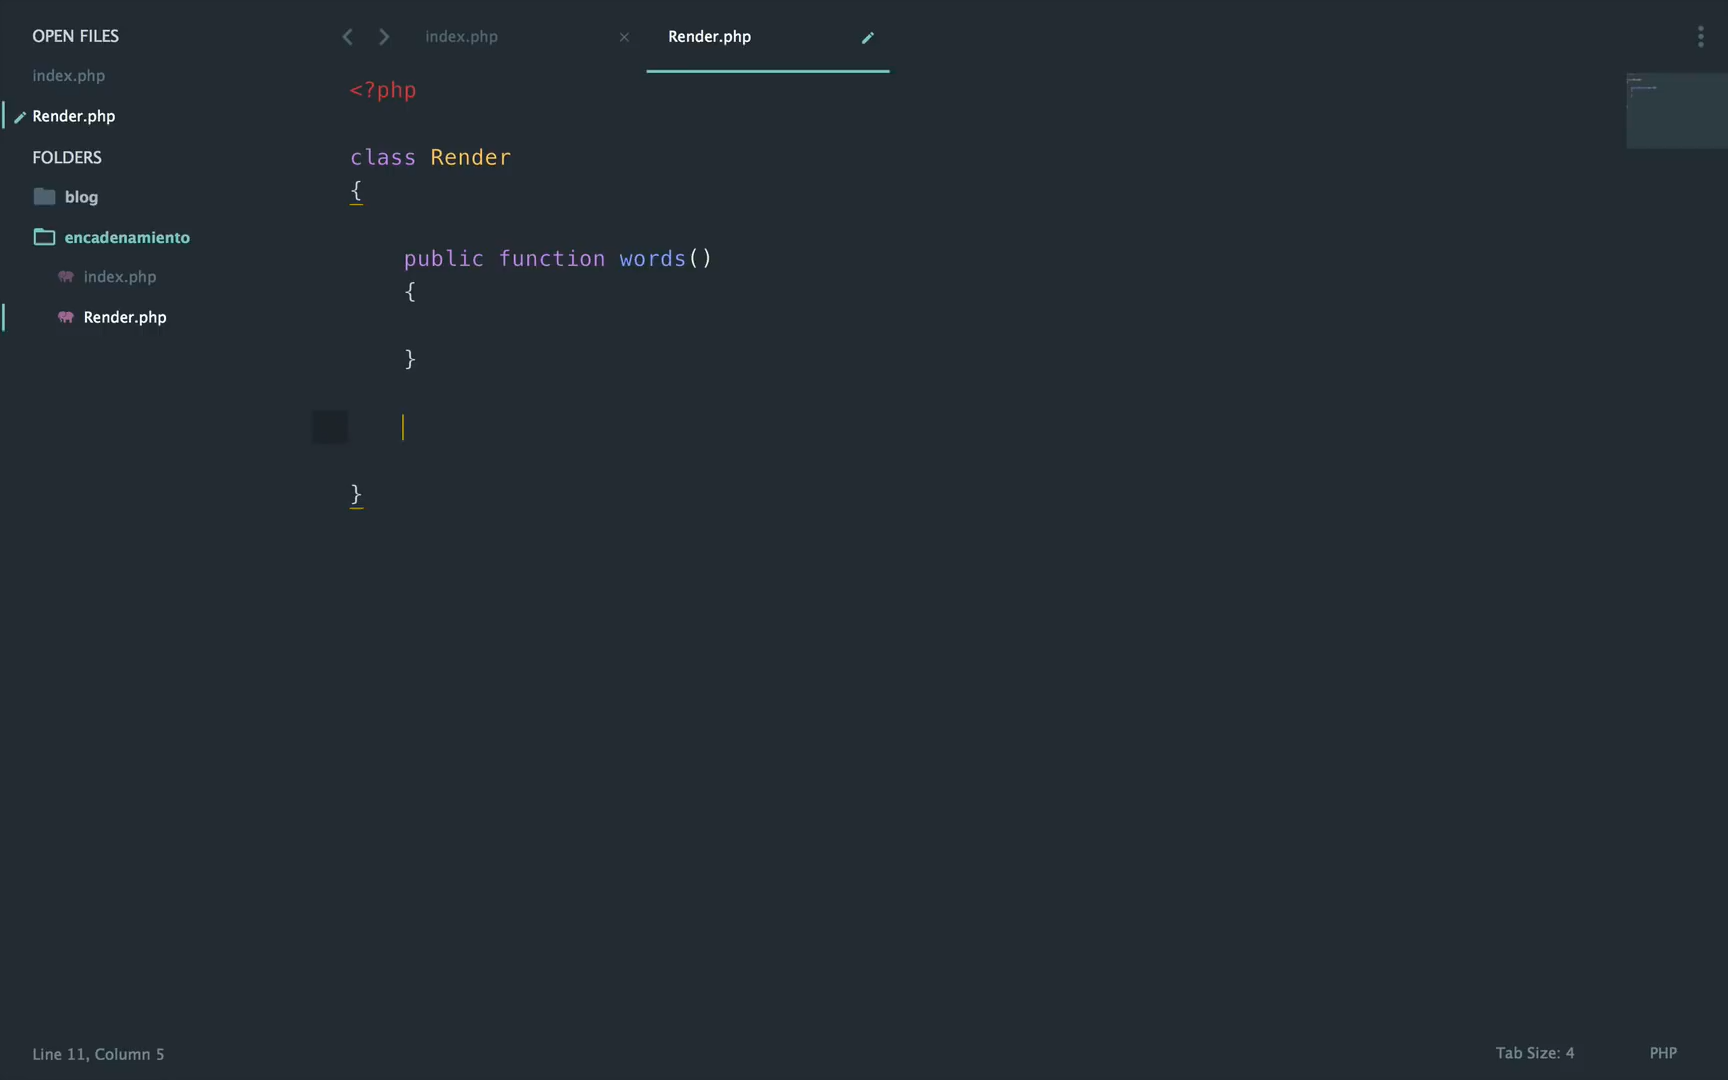 OPEN FILES
index.php
Render.php
FOLDERS
blog
encadenamiento
index.php
Render.php
index.php
Render.php
<?php
class Render
{
public function words()
{
}
}
Line 11, Column 5
Tab Size: 4
PHP